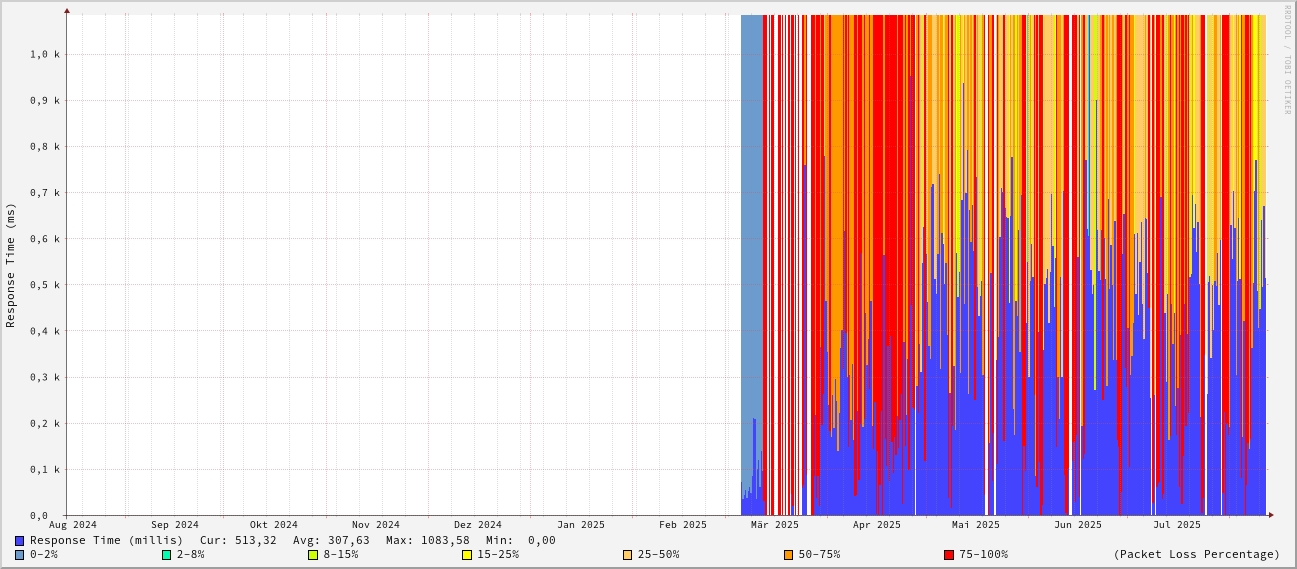 RRDTOOL / TOBI OETIKER
Response Time (ms)
1,0 k
0,9 k
0,8 k
0,7 k
0,6 k
0,5 k
0,4 k
0,3 k
0,2 k
0,1 k
0,0
Aug 2024 Sep 2024 Okt 2024 Nov 2024 Dez 2024 Jan 2025 Feb 2025 Mär 2025 Apr 2025 Mai 2025 Jun 2025 Jul 2025
Response Time (millis) Cur: 513,32 Avg: 307,63 Max: 1083,58 Min: 0,00
0-2% 2-8% 8-15% 15-25% 25-50% 50-75% 75-100% (Packet Loss Percentage)